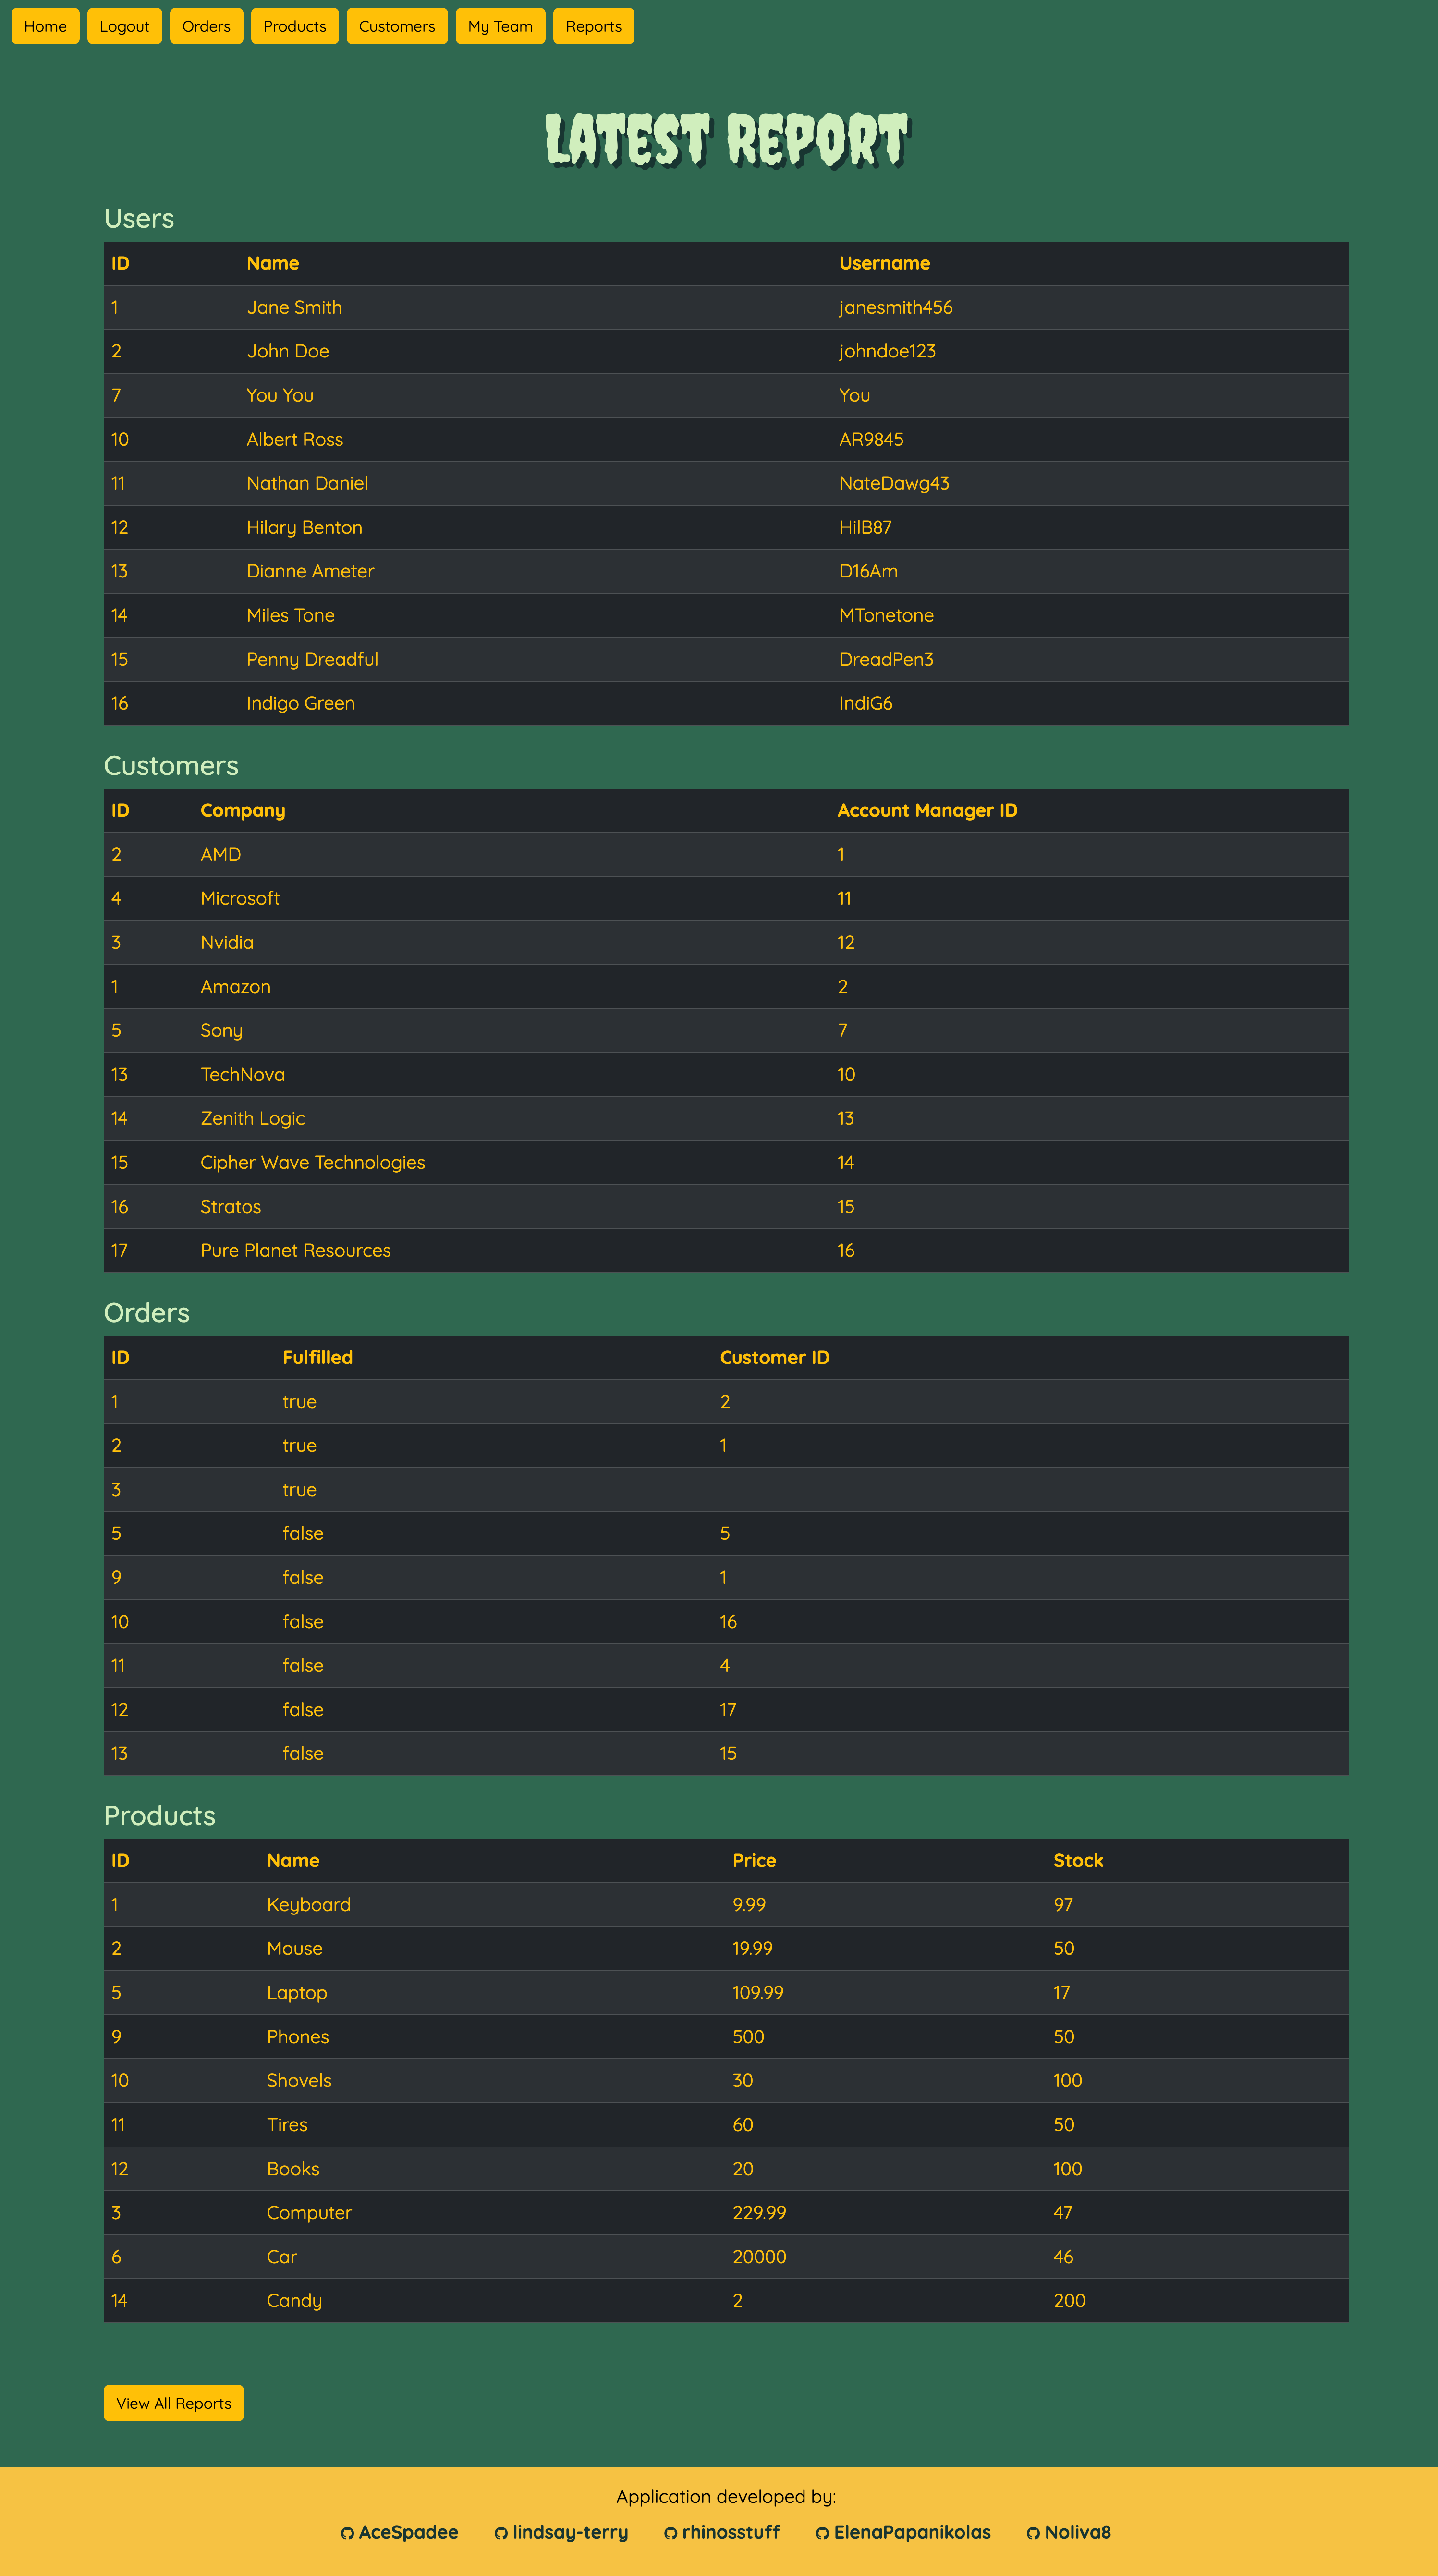 Home Logout Orders Products Customers My Team Reports
LATEST REPORT
Users
ID Name Username
1 Jane Smith janesmith456
2 John Doe johndoe123
7 You You You
10 Albert Ross AR9845
11 Nathan Daniel NateDawg43
12 Hilary Benton HilB87
13 Dianne Ameter D16Am
14 Miles Tone MTonetone
15 Penny Dreadful DreadPen3
16 Indigo Green IndiG6
Customers
ID Company Account Manager ID
2 AMD 1
4 Microsoft 11
3 Nvidia 12
1 Amazon 2
5 Sony 7
13 TechNova 10
14 Zenith Logic 13
15 Cipher Wave Technologies 14
16 Stratos 15
17 Pure Planet Resources 16
Orders
ID Fulfilled Customer ID
1 true 2
2 true 1
3 true
5 false 5
9 false 1
10 false 16
11 false 4
12 false 17
13 false 15
Products
ID Name Price Stock
1 Keyboard 9.99 97
2 Mouse 19.99 50
5 Laptop 109.99 17
9 Phones 500 50
10 Shovels 30 100
11 Tires 60 50
12 Books 20 100
3 Computer 229.99 47
6 Car 20000 46
14 Candy 2 200
View All Reports
Application developed by:
AceSpadee lindsay-terry rhinosstuff ElenaPapanikolas Noliva8